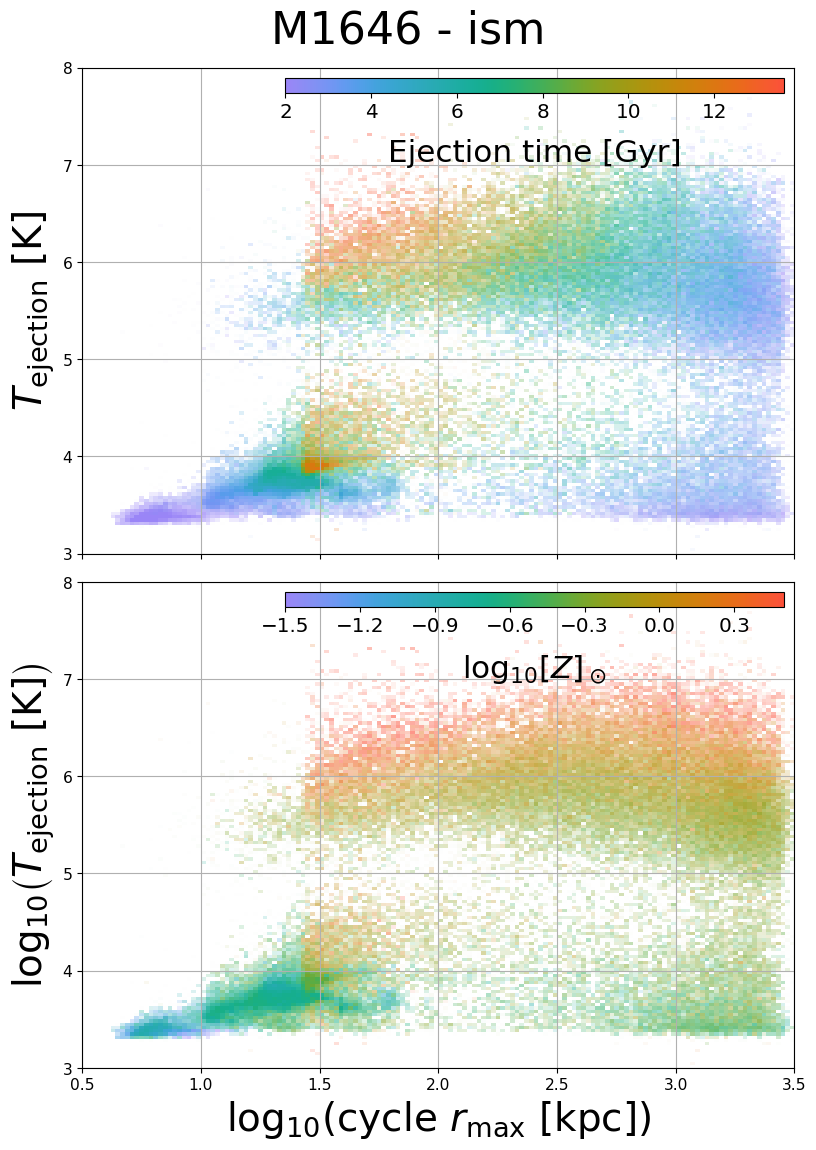 M1646 - ism
8
2 4 6 8 10 12
Ejection time [Gyr]
7
6
5
4
3
T_ejection [K]
8
−1.5 −1.2 −0.9 −0.6 −0.3 0.0 0.3
log₁₀[Z]_⊙
7
6
5
4
3
log₁₀(T_ejection [K])
0.5 1.0 1.5 2.0 2.5 3.0 3.5
log₁₀(cycle r_max [kpc])